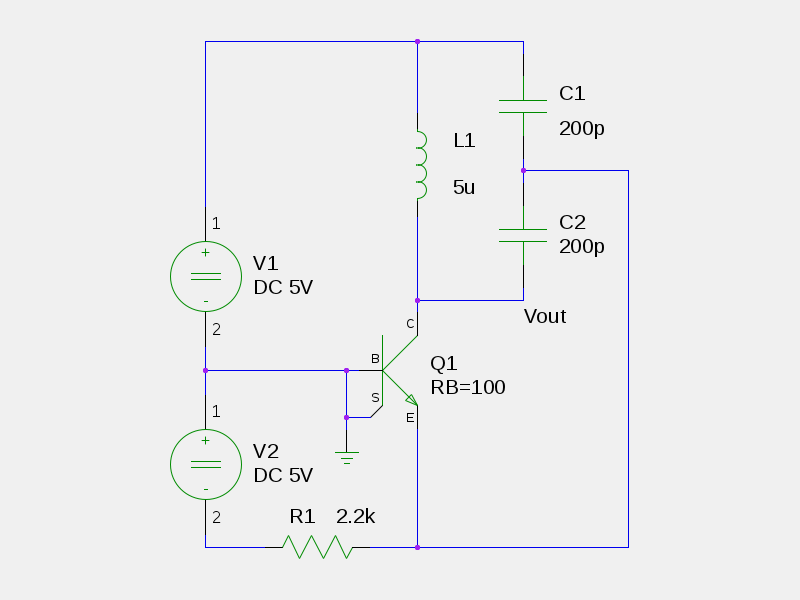 C1
200p
L1
5u
1
C2
200p
+
V1
DC 5V
-
2
Vout
C
B
Q1
RB=100
S
1
E
+
V2
DC 5V
-
2
R1 2.2k